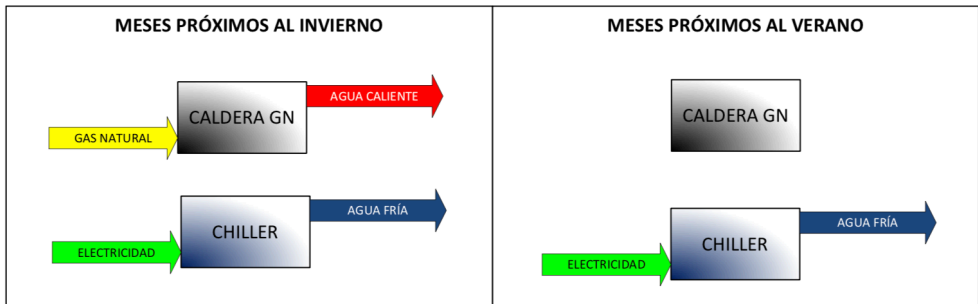 MESES PRÓXIMOS AL INVIERNO
AGUA CALIENTE
CALDERA GN
GAS NATURAL
AGUA FRÍA
CHILLER
ELECTRICIDAD
MESES PRÓXIMOS AL VERANO
CALDERA GN
AGUA FRÍA
CHILLER
ELECTRICIDAD